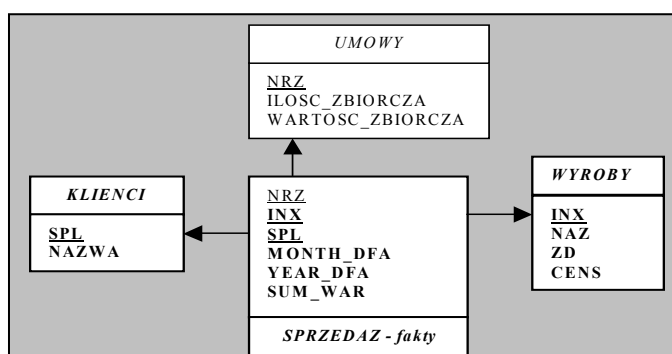 UMOWY
NRZ
ILOSC_ZBIORCZA
WARTOSC_ZBIORCZA
KLIENCI
SPL
NAZWA
NRZ
INX
SPL
MONTH_DFA
YEAR_DFA
SUM_WAR
SPRZEDAZ - fakty
WYROBY
INX
NAZ
ZD
CENS